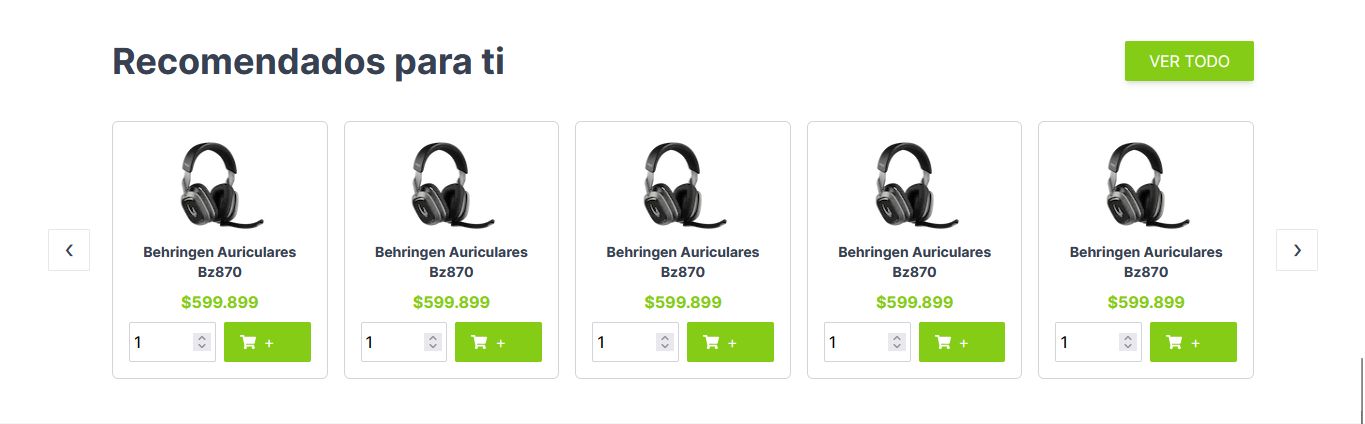 Recomendados para ti
VER TODO
Behringen Auriculares
Bz870
$599.899
1
+
Behringen Auriculares
Bz870
$599.899
1
+
Behringen Auriculares
Bz870
$599.899
1
+
Behringen Auriculares
Bz870
$599.899
1
+
Behringen Auriculares
Bz870
$599.899
1
+